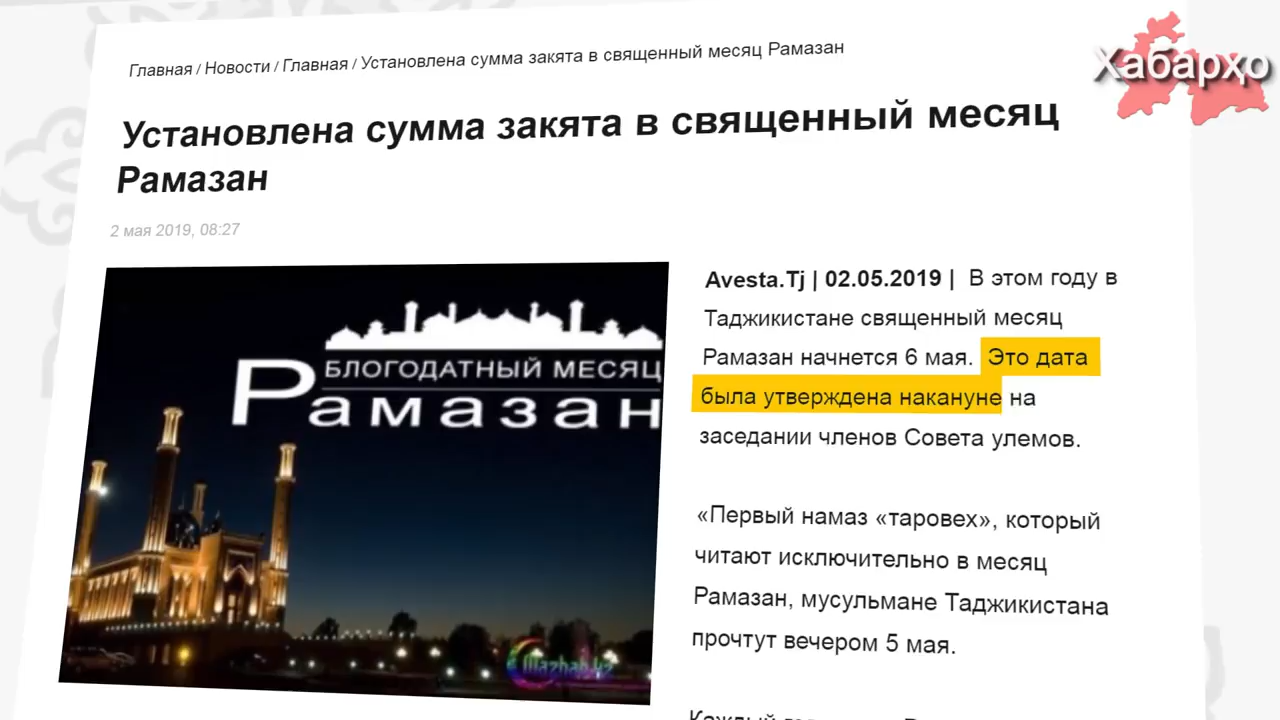 Хабарҳо
Главная / Новости / Главная / Установлена сумма закята в священный месяц Рамазан
Установлена сумма закята в священный месяц
Рамазан
2 мая 2019, 08:27
БЛОГОДАТНЫЙ МЕСЯЦ
Рамазан
Mazhab.kz
Avesta.Tj | 02.05.2019 | В этом году в
Таджикистане священный месяц
Рамазан начнется 6 мая. Это дата
была утверждена накануне на
заседании членов Совета улемов.
«Первый намаз «таровех», который
читают исключительно в месяц
Рамазан, мусульмане Таджикистана
прочтут вечером 5 мая.